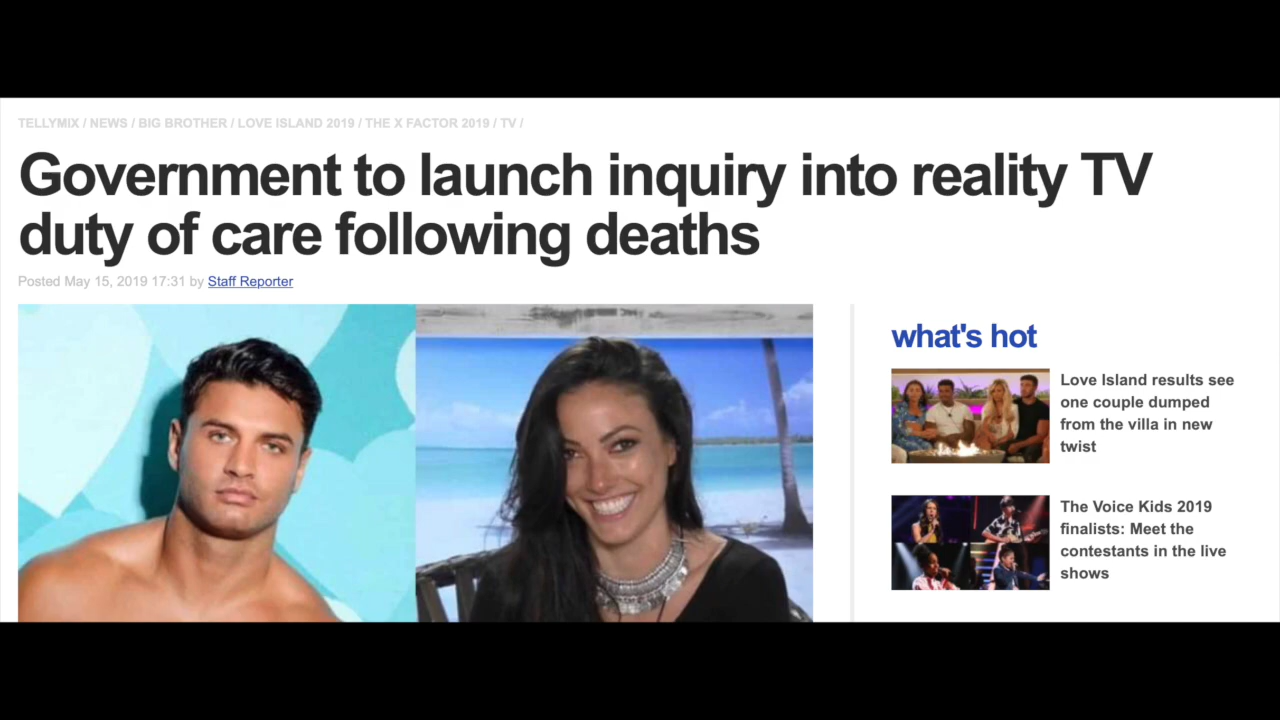 TELLYMIX / NEWS / BIG BROTHER / LOVE ISLAND 2019 / THE X FACTOR 2019 / TV /
Government to launch inquiry into reality TV
duty of care following deaths
Posted May 15, 2019 17:31 by Staff Reporter
what's hot
Love Island results see
one couple dumped
from the villa in new
twist
The Voice Kids 2019
finalists: Meet the
contestants in the live
shows